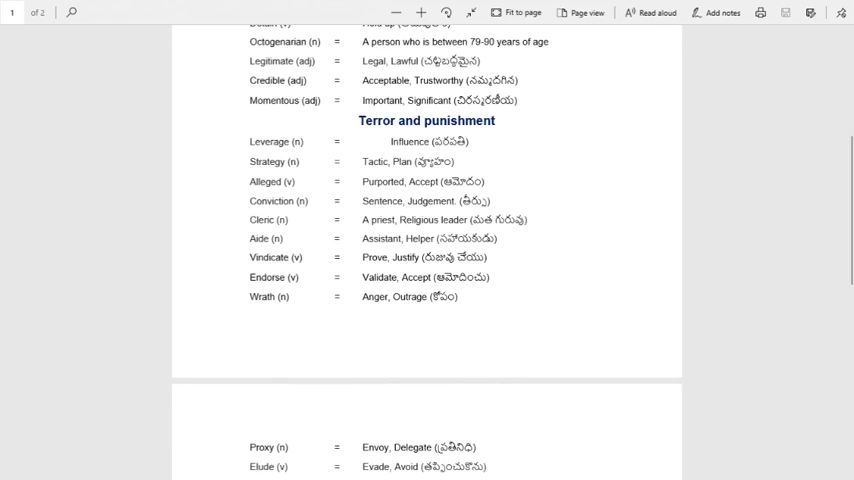 1 of 2 Fit to page Page view Read aloud Add notes
Octogenarian (n) = A person who is between 79-90 years of age
Legitimate (adj) = Legal, Lawful (చట్టబద్ధమైన)
Credible (adj) = Acceptable, Trustworthy (నమ్మదగిన)
Momentous (adj) = Important, Significant (చిరస్మరణీయ)
Terror and punishment
Leverage (n) = Influence (పరపతి)
Strategy (n) = Tactic, Plan (వ్యూహం)
Alleged (v) = Purported, Accept (ఆమోదం)
Conviction (n) = Sentence, Judgement. (తీర్పు)
Cleric (n) = A priest, Religious leader (మత గురువు)
Aide (n) = Assistant, Helper (సహాయకుడు)
Vindicate (v) = Prove, Justify (రుజువు చేయు)
Endorse (v) = Validate, Accept (ఆమోదించు)
Wrath (n) = Anger, Outrage (కోపం)
Proxy (n) = Envoy, Delegate (ప్రతినిధి)
Elude (v) = Evade, Avoid (తప్పించుకొను)